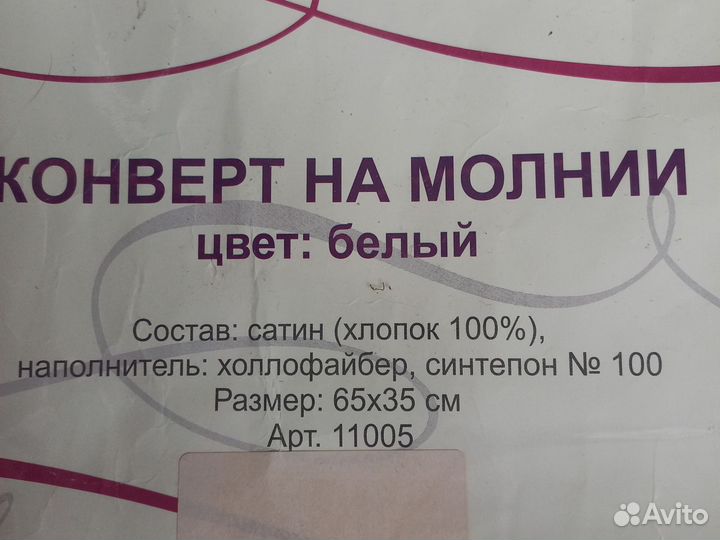 КОНВЕРТ НА МОЛНИИ
цвет: белый
Состав: сатин (хлопок 100%),
наполнитель: холлофайбер, синтепон № 100
Размер: 65х35 см
Арт. 11005
Avito